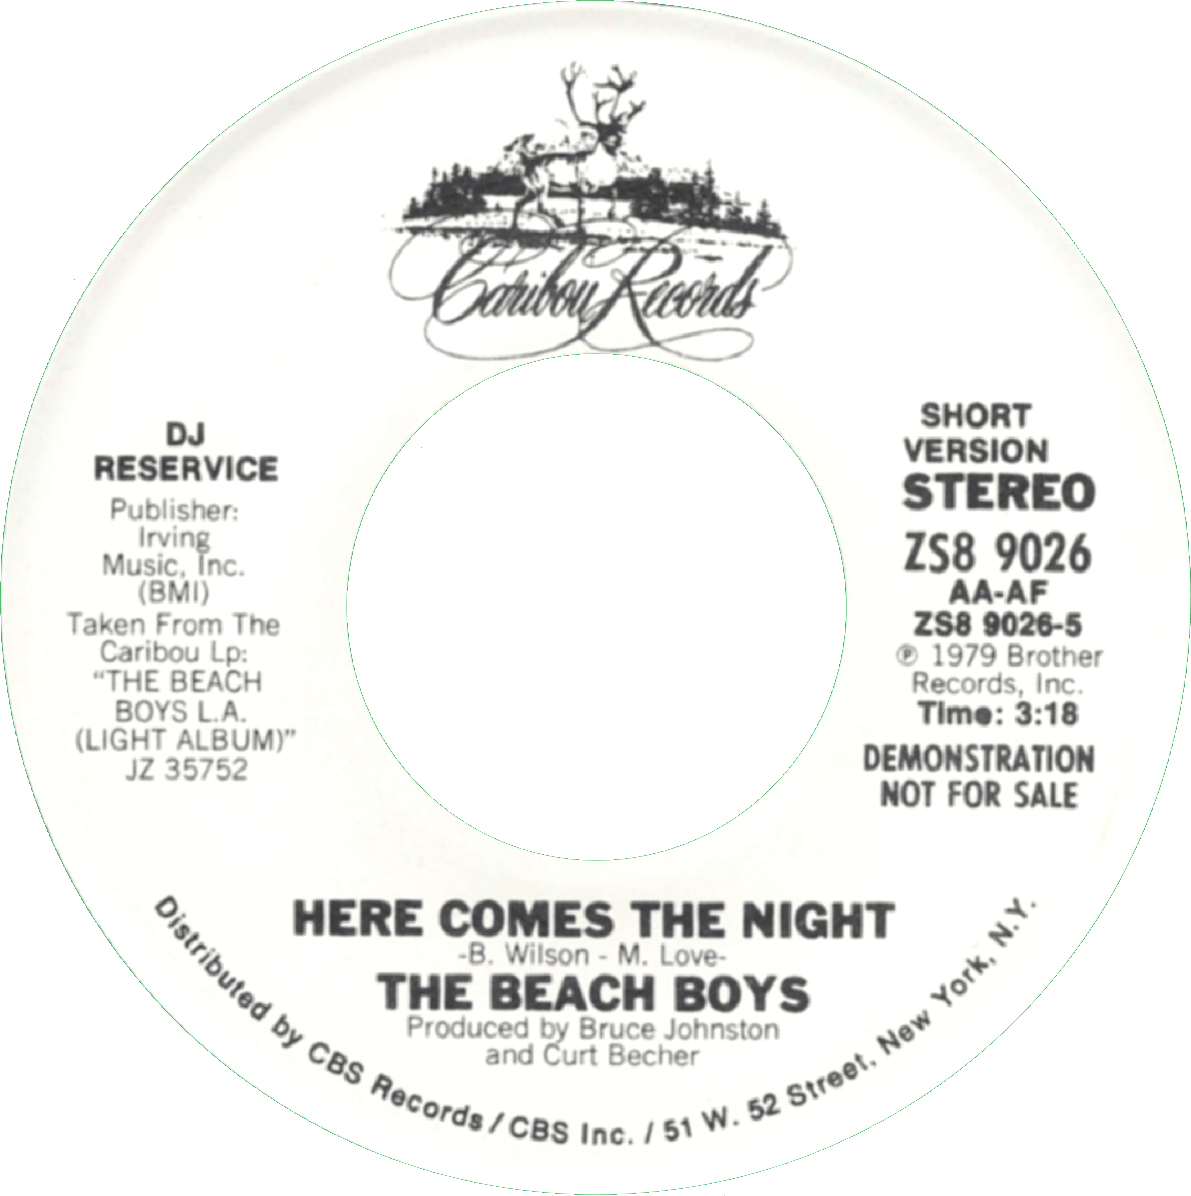 Caribou Records
DJ
RESERVICE
Publisher:
Irving
Music, Inc.
(BMI)
Taken From The
Caribou Lp:
“THE BEACH
BOYS L.A.
(LIGHT ALBUM)”
JZ 35752
SHORT
VERSION
STEREO
ZS8 9026
AA-AF
ZS8 9026-5
℗ 1979 Brother
Records, Inc.
Time: 3:18
DEMONSTRATION
NOT FOR SALE
HERE COMES THE NIGHT
-B. Wilson - M. Love-
THE BEACH BOYS
Produced by Bruce Johnston
and Curt Becher
Distributed by CBS Records / CBS Inc. / 51 W. 52 Street, New York, N.Y.